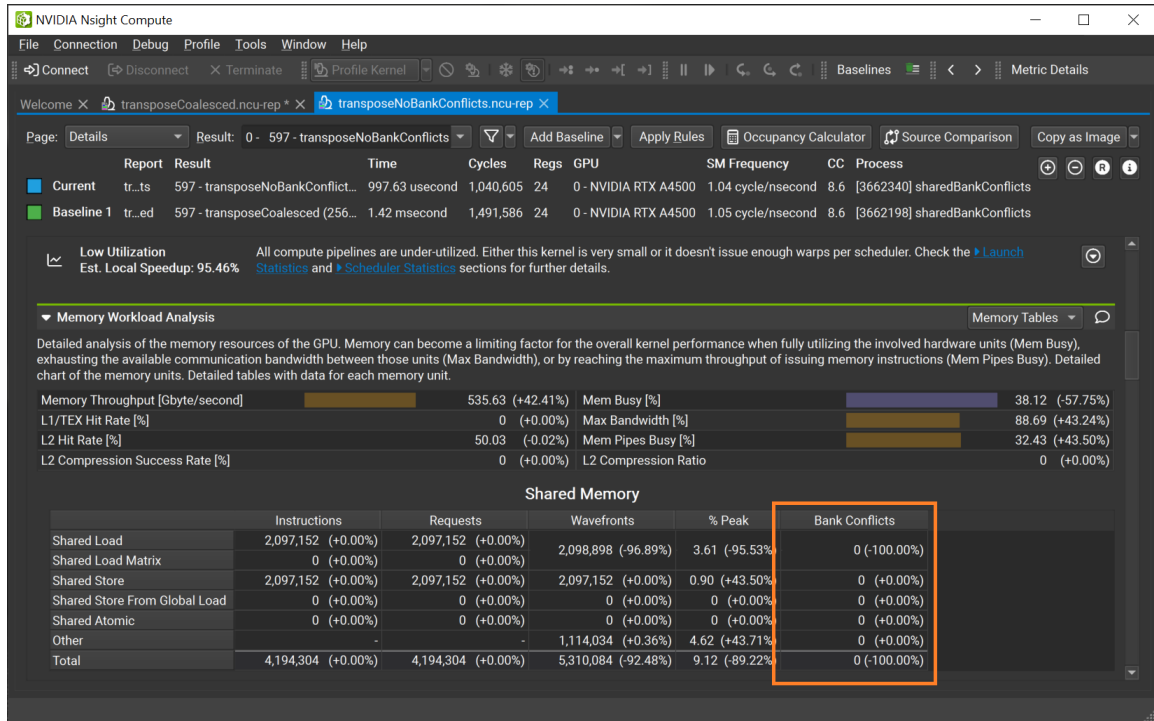 NVIDIA Nsight Compute
File Connection Debug Profile Tools Window Help
Connect Disconnect Terminate Profile Kernel Baselines Metric Details
Welcome transposeCoalesced.ncu-rep * transposeNoBankConflicts.ncu-rep
Page: Details Result: 0 - 597 - transposeNoBankConflicts Add Baseline Apply Rules Occupancy Calculator Source Comparison Copy as Image
Report Result Time Cycles Regs GPU SM Frequency CC Process
Current tr...ts 597 - transposeNoBankConflict... 997.63 usecond 1,040,605 24 0 - NVIDIA RTX A4500 1.04 cycle/nsecond 8.6 [3662340] sharedBankConflicts
Baseline 1 tr...ed 597 - transposeCoalesced (256... 1.42 msecond 1,491,586 24 0 - NVIDIA RTX A4500 1.05 cycle/nsecond 8.6 [3662198] sharedBankConflicts
Low Utilization All compute pipelines are under-utilized. Either this kernel is very small or it doesn't issue enough warps per scheduler. Check the Launch
Est. Local Speedup: 95.46% Statistics and Scheduler Statistics sections for further details.
Memory Workload Analysis Memory Tables
Detailed analysis of the memory resources of the GPU. Memory can become a limiting factor for the overall kernel performance when fully utilizing the involved hardware units (Mem Busy),
exhausting the available communication bandwidth between those units (Max Bandwidth), or by reaching the maximum throughput of issuing memory instructions (Mem Pipes Busy). Detailed
chart of the memory units. Detailed tables with data for each memory unit.
Memory Throughput [Gbyte/second] 535.63 (+42.41%) Mem Busy [%] 38.12 (-57.75%)
L1/TEX Hit Rate [%] 0 (+0.00%) Max Bandwidth [%] 88.69 (+43.24%)
L2 Hit Rate [%] 50.03 (-0.02%) Mem Pipes Busy [%] 32.43 (+43.50%)
L2 Compression Success Rate [%] 0 (+0.00%) L2 Compression Ratio 0 (+0.00%)
Shared Memory
Instructions Requests Wavefronts % Peak Bank Conflicts
Shared Load 2,097,152 (+0.00%) 2,097,152 (+0.00%) 2,098,898 (-96.89%) 3.61 (-95.53% 0 (-100.00%)
Shared Load Matrix 0 (+0.00%) 0 (+0.00%)
Shared Store 2,097,152 (+0.00%) 2,097,152 (+0.00%) 2,097,152 (+0.00%) 0.90 (+43.50% 0 (+0.00%)
Shared Store From Global Load 0 (+0.00%) 0 (+0.00%) 0 (+0.00%) 0 (+0.00% 0 (+0.00%)
Shared Atomic 0 (+0.00%) 0 (+0.00%) 0 (+0.00%) 0 (+0.00% 0 (+0.00%)
Other - - 1,114,034 (+0.36%) 4.62 (+43.71% 0 (+0.00%)
Total 4,194,304 (+0.00%) 4,194,304 (+0.00%) 5,310,084 (-92.48%) 9.12 (-89.22%) 0 (-100.00%)